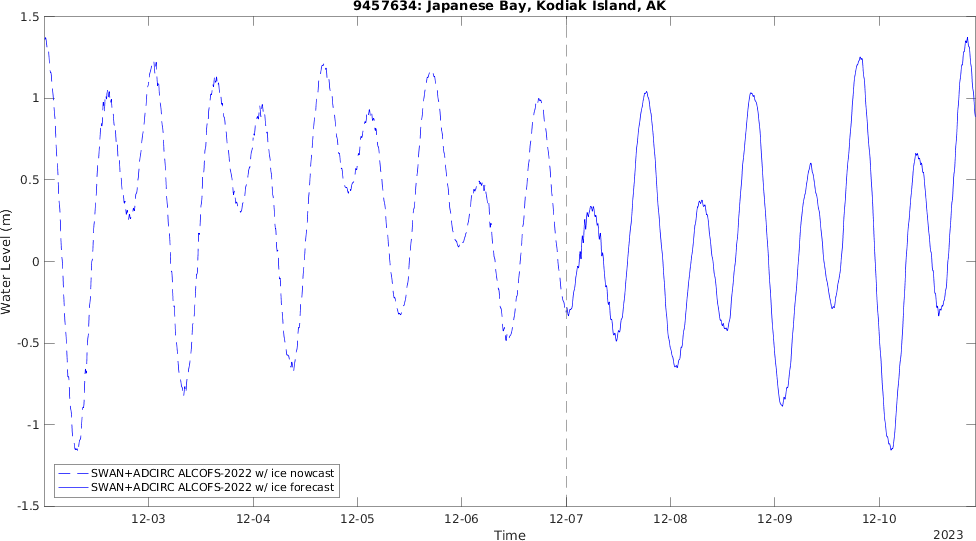 9457634: Japanese Bay, Kodiak Island, AK
1.5
1
0.5
0
-0.5
-1
-1.5
Water Level (m)
SWAN+ADCIRC ALCOFS-2022 w/ ice nowcast
SWAN+ADCIRC ALCOFS-2022 w/ ice forecast
12-03 12-04 12-05 12-06 12-07 12-08 12-09 12-10
Time
2023